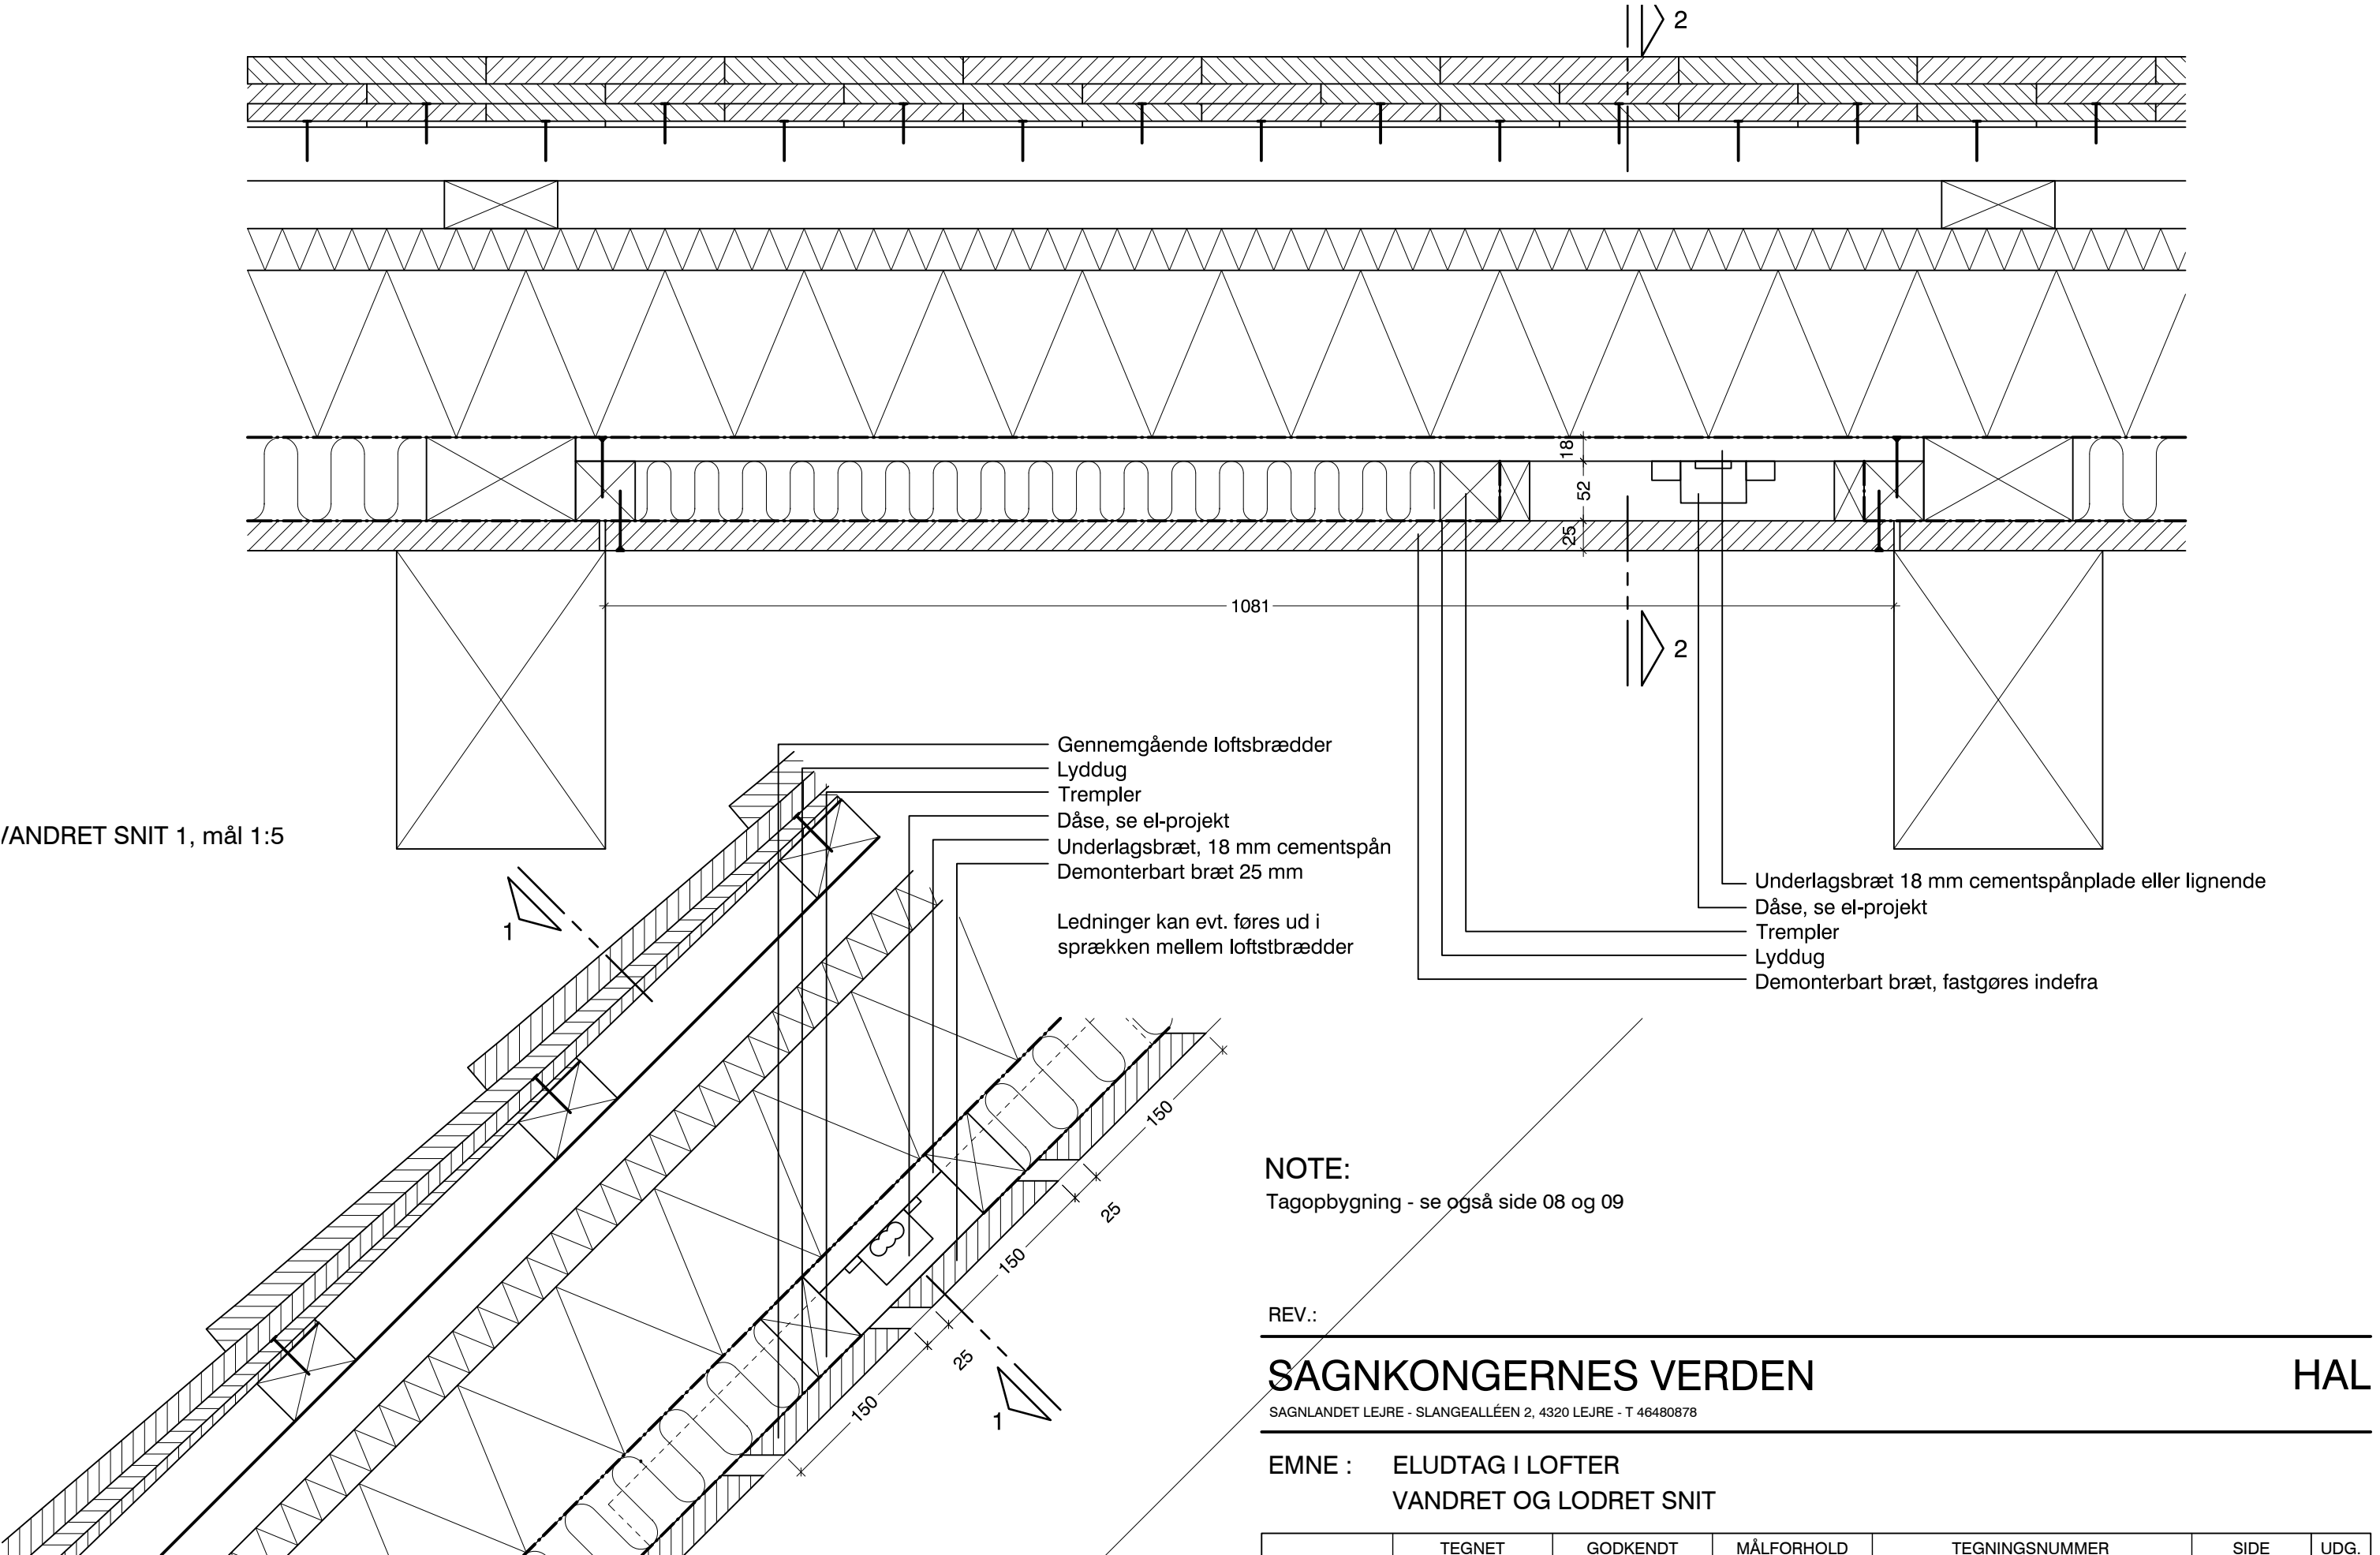 2
18
52
25
1081
2
/ANDRET SNIT 1, mål 1:5
Gennemgående loftsbrædder
Lyddug
Trempler
Dåse, se el-projekt
Underlagsbræt, 18 mm cementspån
Demonterbart bræt 25 mm
Ledninger kan evt. føres ud i
sprækken mellem loftstbrædder
Underlagsbræt 18 mm cementspånplade eller lignende
Dåse, se el-projekt
Trempler
Lyddug
Demonterbart bræt, fastgøres indefra
1
150
25
150
25
150
1
NOTE:
Tagopbygning - se også side 08 og 09
REV.:
SAGNKONGERNES VERDEN HAL
SAGNLANDET LEJRE - SLANGEALLÉEN 2, 4320 LEJRE - T 46480878
EMNE : ELUDTAG I LOFTER
VANDRET OG LODRET SNIT
TEGNET GODKENDT MÅLFORHOLD TEGNINGSNUMMER SIDE UDG.